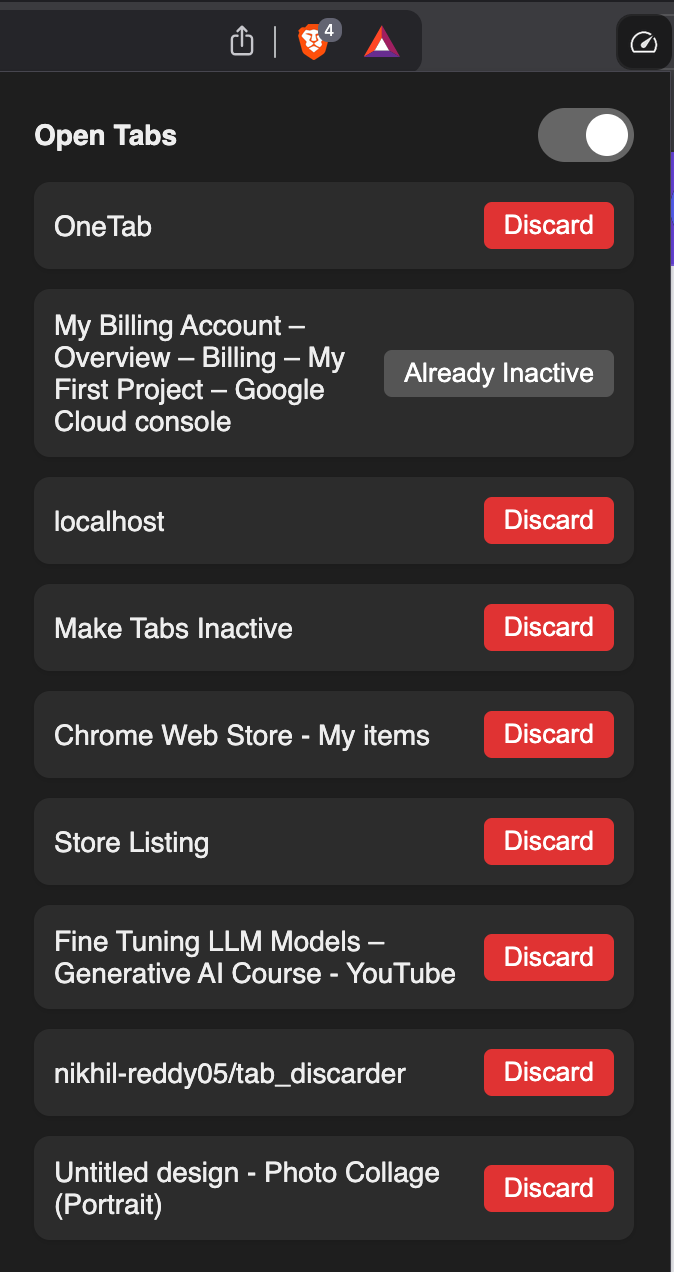 4
Open Tabs
OneTab
Discard
My Billing Account –
Overview – Billing – My
First Project – Google
Cloud console
Already Inactive
localhost
Discard
Make Tabs Inactive
Discard
Chrome Web Store - My items
Discard
Store Listing
Discard
Fine Tuning LLM Models –
Generative AI Course - YouTube
Discard
nikhil-reddy05/tab_discarder
Discard
Untitled design - Photo Collage
(Portrait)
Discard